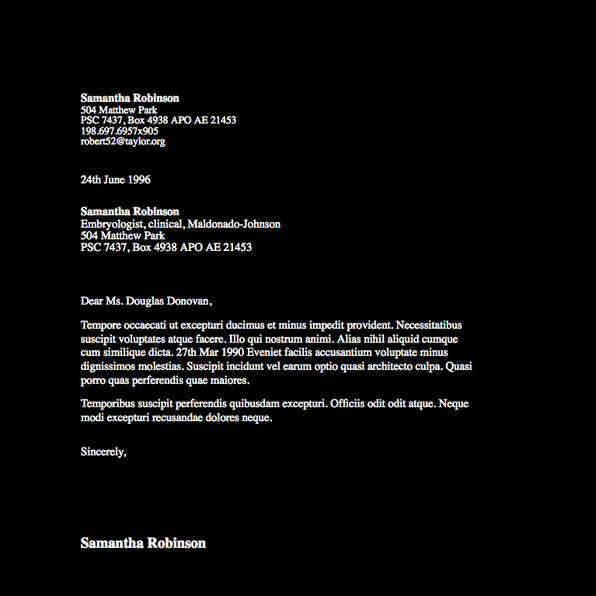 Samantha Robinson
504 Matthew Park
PSC 7437, Box 4938 APO AE 21453
198.697.6957x905
robert52@taylor.org
24th June 1996
Samantha Robinson
Embryologist, clinical, Maldonado-Johnson
504 Matthew Park
PSC 7437, Box 4938 APO AE 21453
Dear Ms. Douglas Donovan,
Tempore occaecati ut excepturi ducimus et minus impedit provident. Necessitatibus
suscipit voluptates atque facere. Illo qui nostrum animi. Alias nihil aliquid cumque
cum similique dicta. 27th Mar 1990 Eveniet facilis accusantium voluptate minus
dignissimos molestias. Suscipit incidunt vel earum optio quasi architecto culpa. Quasi
porro quas perferendis quae maiores.
Temporibus suscipit perferendis quibusdam excepturi. Officiis odit odit atque. Neque
modi excepturi recusandae dolores neque.
Sincerely,
Samantha Robinson